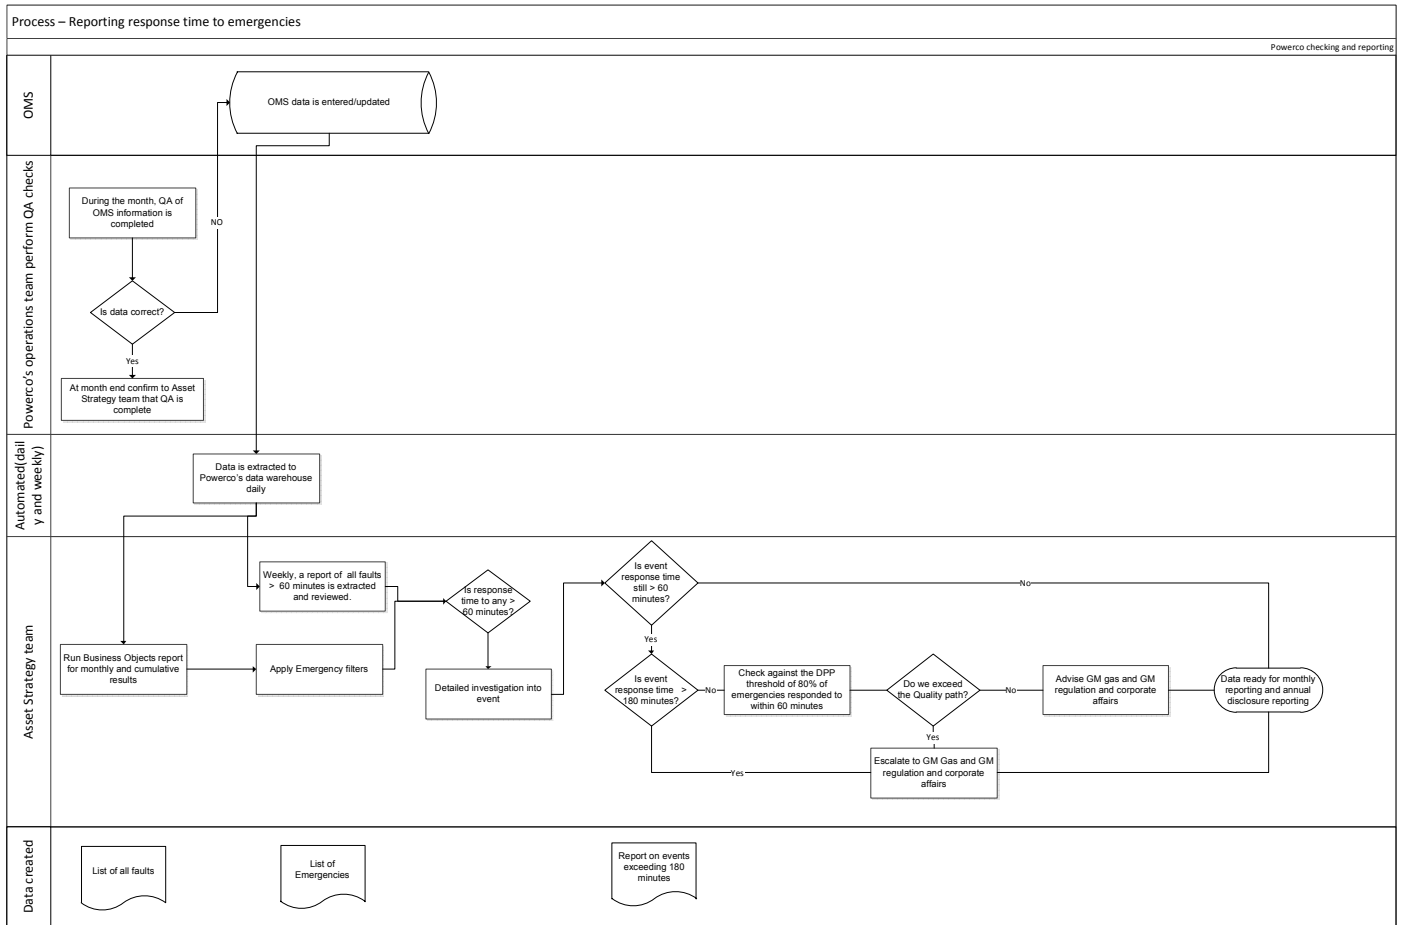 Process – Reporting response time to emergencies
Powerco checking and reporting
OMS
OMS data is entered/updated
Powerco's operations team perform QA checks
During the month, QA of
OMS information is
completed
NO
Is data correct?
Yes
At month end confirm to Asset
Strategy team that QA is
complete
Automated(dail
y and weekly)
Data is extracted to
Powerco's data warehouse
daily
Asset Strategy team
Weekly, a report of all faults
> 60 minutes is extracted
and reviewed.
Run Business Objects report
for monthly and cumulative
results
Apply Emergency filters
Is response
time to any >
60 minutes?
Detailed investigation into
event
Is event
response time
still > 60
minutes?
No
Yes
Is event
response time >
180 minutes?
No
Check against the DPP
threshold of 80% of
emergencies responded to
within 60 minutes
Do we exceed
the Quality path?
No
Advise GM gas and GM
regulation and corporate
affairs
Data ready for monthly
reporting and annual
disclosure reporting
Yes
Yes
Escalate to GM Gas and GM
regulation and corporate
affairs
Data created
List of all faults
List of
Emergencies
Report on events
exceeding 180
minutes